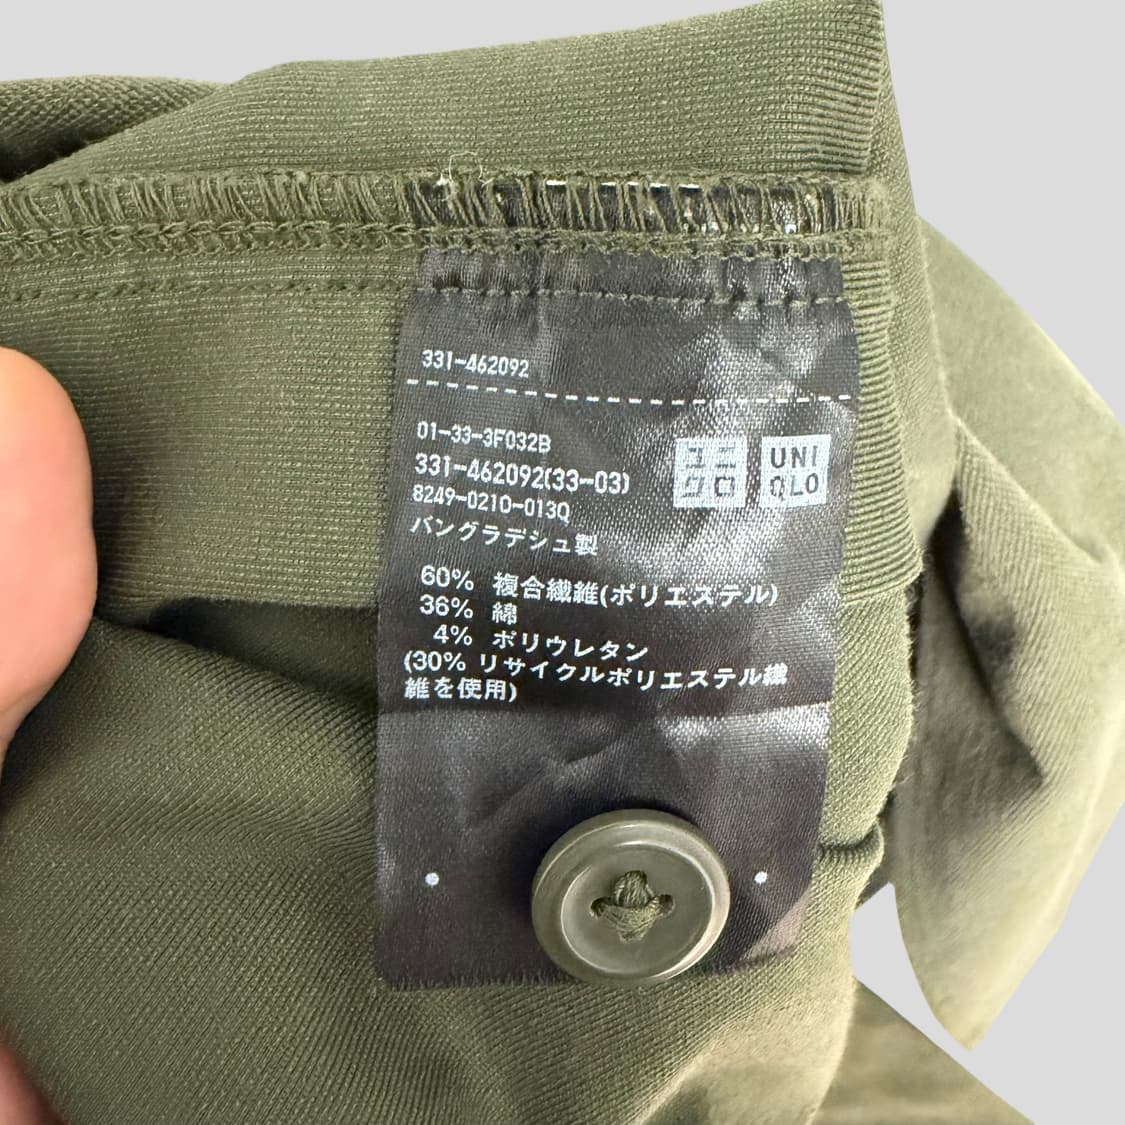 331-462092
01-33-3F032B
331-462092(33-03)
8249-0210-013Q
バングラデシュ製
ユニ
クロ
UNI
QLO
60% 複合繊維(ポリエステル)
36% 綿
4% ポリウレタン
(30% リサイクルポリエステル繊
維を使用)